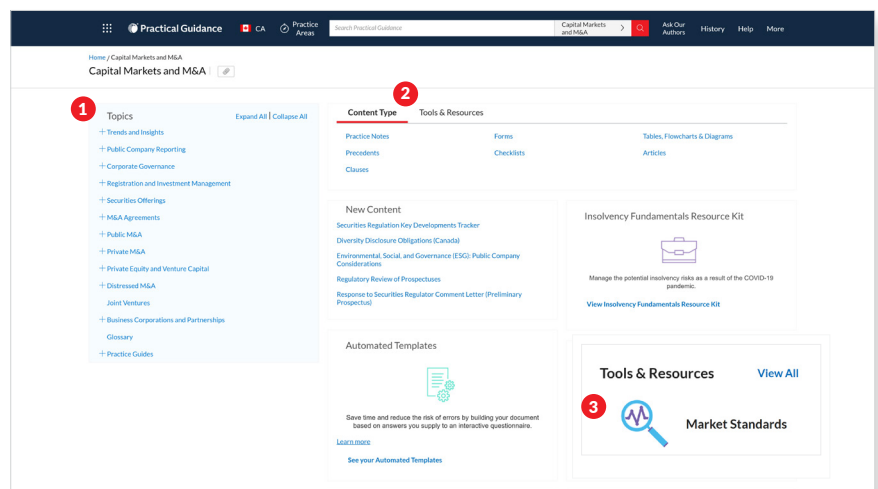 Practical Guidance
CA
Practice Areas
Search Practical Guidance
Capital Markets and M&A
Ask Our Authors
History
Help
More
Home / Capital Markets and M&A
Capital Markets and M&A
1
Topics
Expand All | Collapse All
+ Trends and Insights
+ Public Company Reporting
+ Corporate Governance
+ Registration and Investment Management
+ Securities Offerings
+ M&A Agreements
+ Public M&A
+ Private M&A
+ Private Equity and Venture Capital
+ Distressed M&A
Joint Ventures
+ Business Corporations and Partnerships
Glossary
+ Practice Guides
2
Content Type
Tools & Resources
Practice Notes
Forms
Tables, Flowcharts & Diagrams
Precedents
Checklists
Articles
Clauses
New Content
Securities Regulation Key Developments Tracker
Diversity Disclosure Obligations (Canada)
Environmental, Social, and Governance (ESG): Public Company
Considerations
Regulatory Review of Prospectuses
Response to Securities Regulator Comment Letter (Preliminary
Prospectus)
Insolvency Fundamentals Resource Kit
Manage the potential insolvency risks as a result of the COVID-19
pandemic.
View Insolvency Fundamentals Resource Kit
Automated Templates
Save time and reduce the risk of errors by building your document
based on answers you supply to an interactive questionnaire.
Learn more
See your Automated Templates
Tools & Resources
View All
3
Market Standards